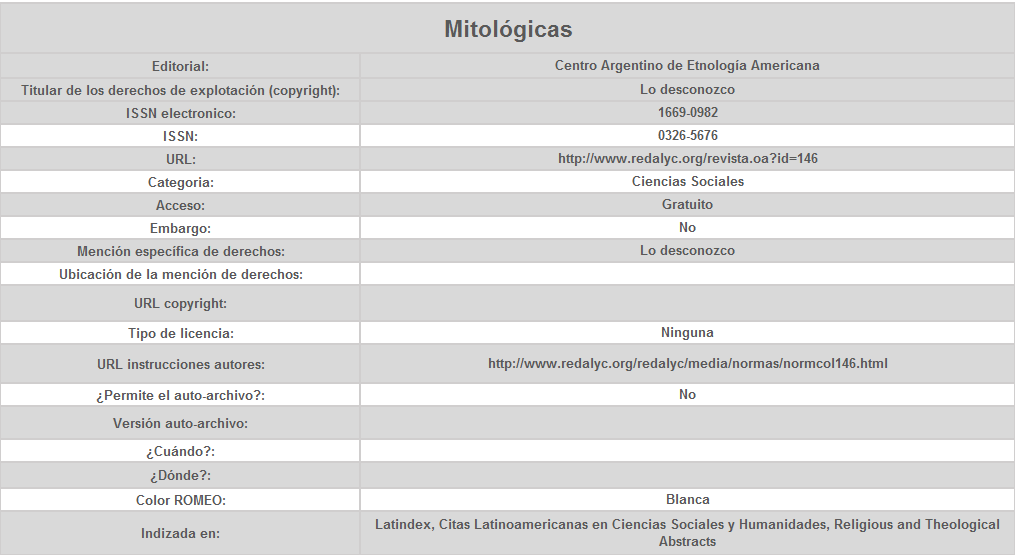 Mitológicas
Editorial: Centro Argentino de Etnología Americana
Titular de los derechos de explotación (copyright): Lo desconozco
ISSN electronico: 1669-0982
ISSN: 0326-5676
URL: http://www.redalyc.org/revista.oa?id=146
Categoria: Ciencias Sociales
Acceso: Gratuito
Embargo: No
Mención específica de derechos: Lo desconozco
Ubicación de la mención de derechos:
URL copyright:
Tipo de licencia: Ninguna
URL instrucciones autores: http://www.redalyc.org/redalyc/media/normas/normcol146.html
¿Permite el auto-archivo?: No
Versión auto-archivo:
¿Cuándo?:
¿Dónde?:
Color ROMEO: Blanca
Indizada en: Latindex, Citas Latinoamericanas en Ciencias Sociales y Humanidades, Religious and Theological
Abstracts